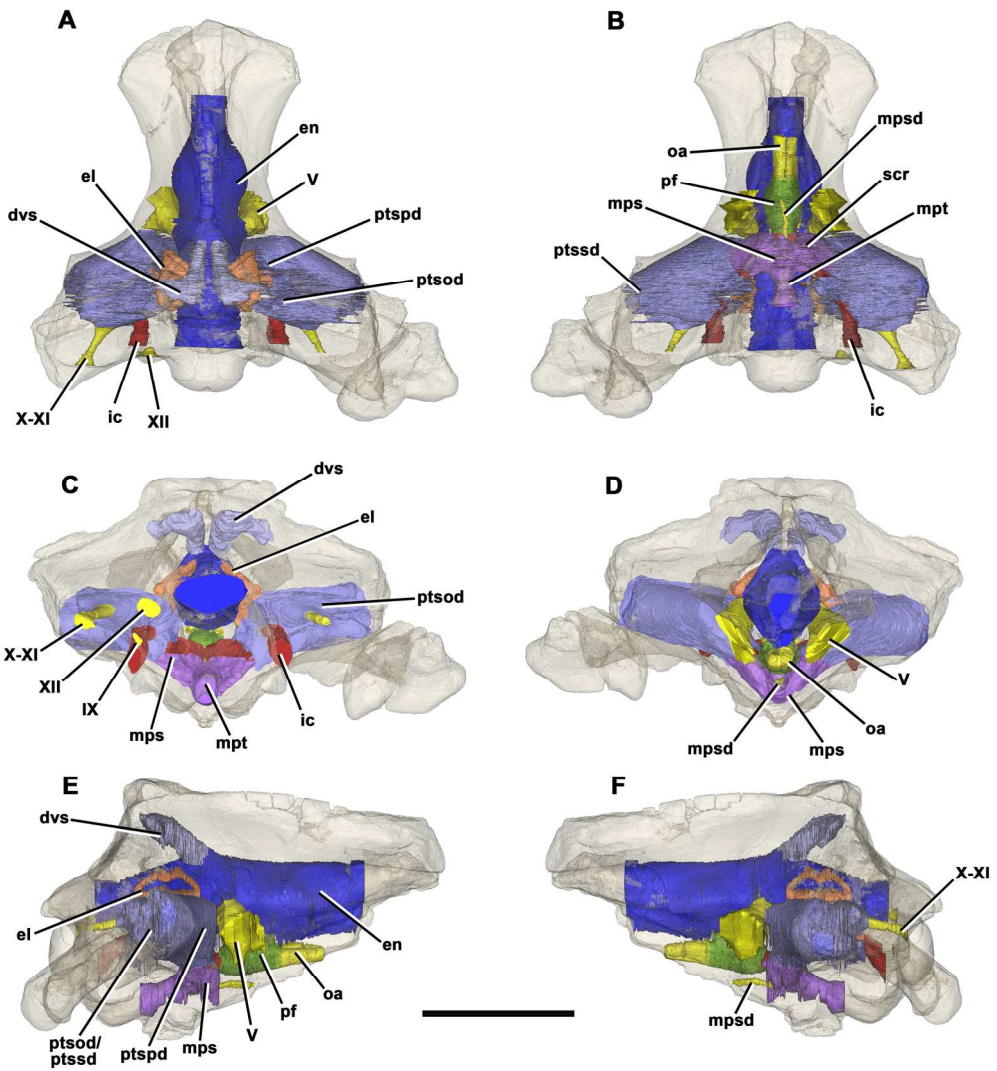 A
en
V
el
dvs
ptspd
ptsod
X-XI
ic
XII
B
mpsd
oa
pf
scr
mps
mpt
ptssd
ic
C
dvs
el
ptsod
X-XI
XII
IX
mps
mpt
ic
D
V
oa
mpsd
mps
E
dvs
el
en
oa
pf
V
mps
ptspd
ptsod/
ptssd
F
X-XI
mpsd